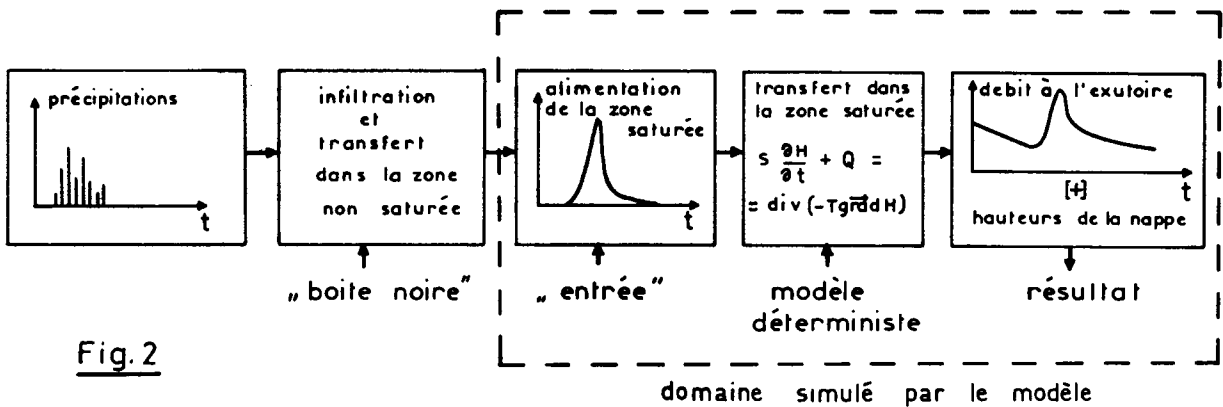 précipitations
t
infiltration
et
transfert
dans la zone
non saturée
alimentation
de la zone
saturée
t
transfert dans
la zone saturée
s ∂H/∂t + Q =
= div (-Tgr→addH)
debit à l'exutoire
t
[+]
hauteurs de la nappe
„boite noire”
„entrée”
modèle
déterministe
résultat
Fig. 2
domaine simulé par le modèle